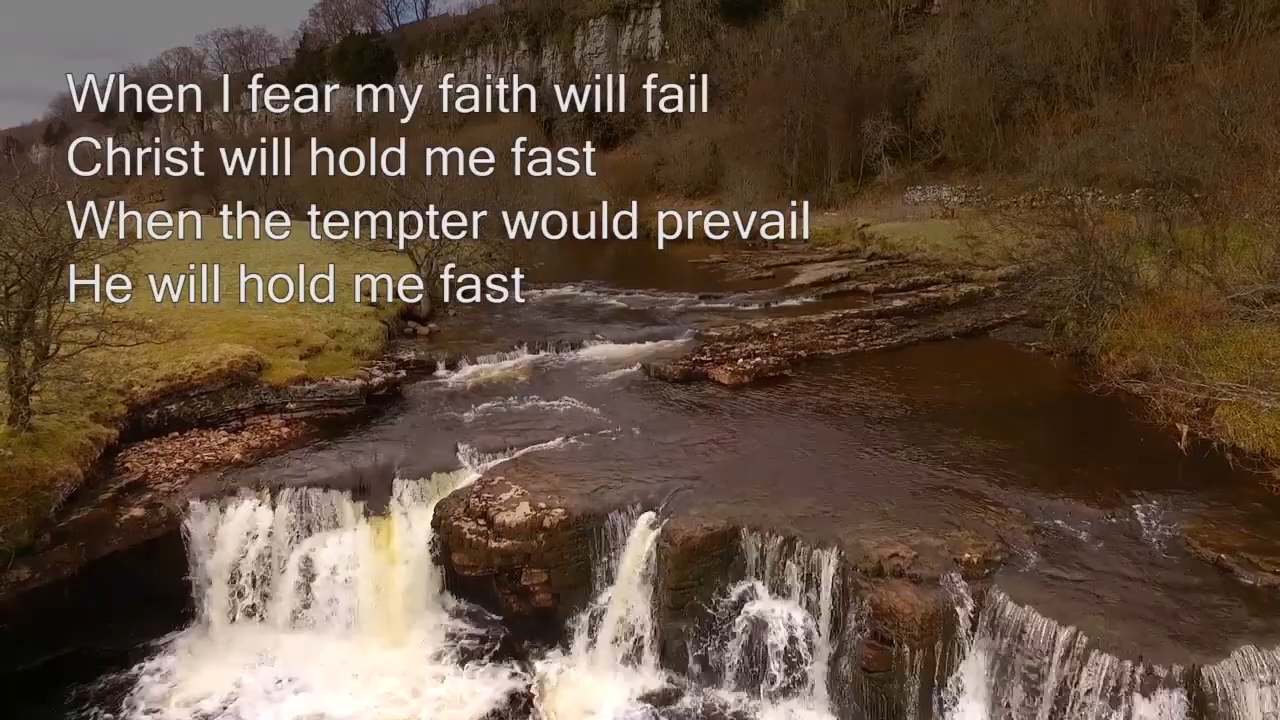 When I fear my faith will fail
Christ will hold me fast
When the tempter would prevail
He will hold me fast